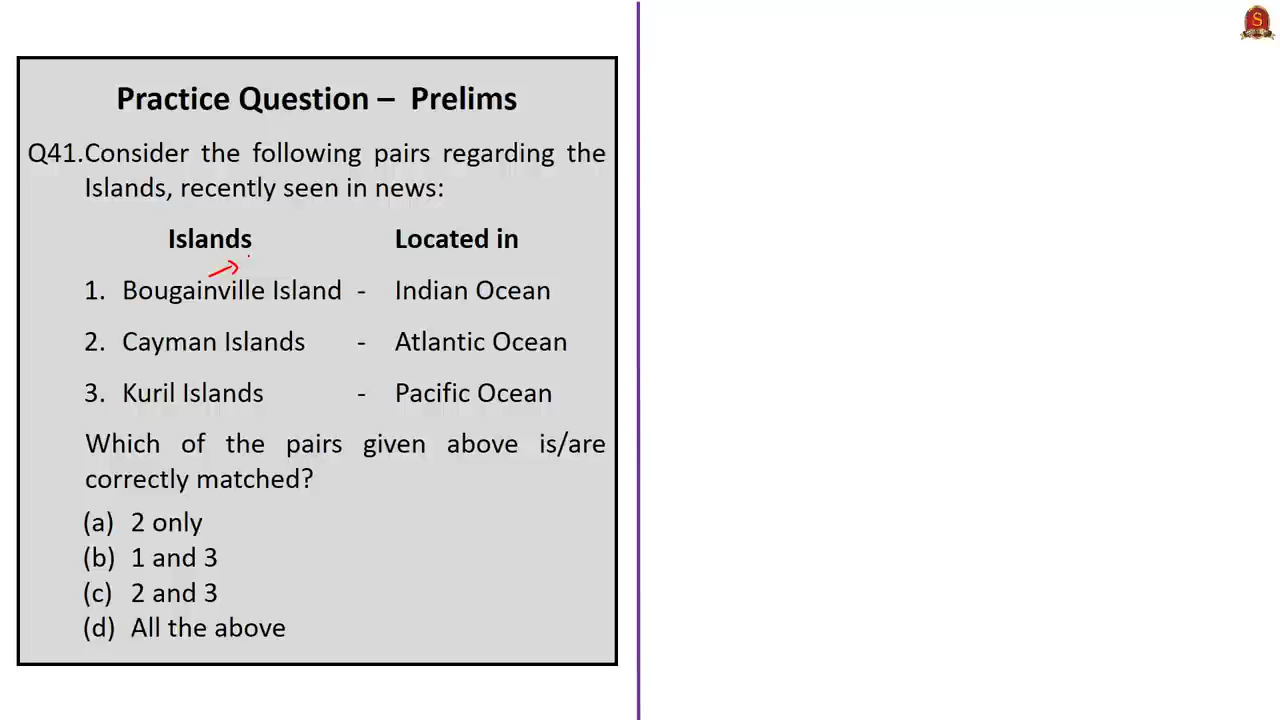 S
Practice Question – Prelims
Q41.Consider the following pairs regarding the
Islands, recently seen in news:
Islands Located in
1. Bougainville Island - Indian Ocean
2. Cayman Islands - Atlantic Ocean
3. Kuril Islands - Pacific Ocean
Which of the pairs given above is/are
correctly matched?
(a) 2 only
(b) 1 and 3
(c) 2 and 3
(d) All the above